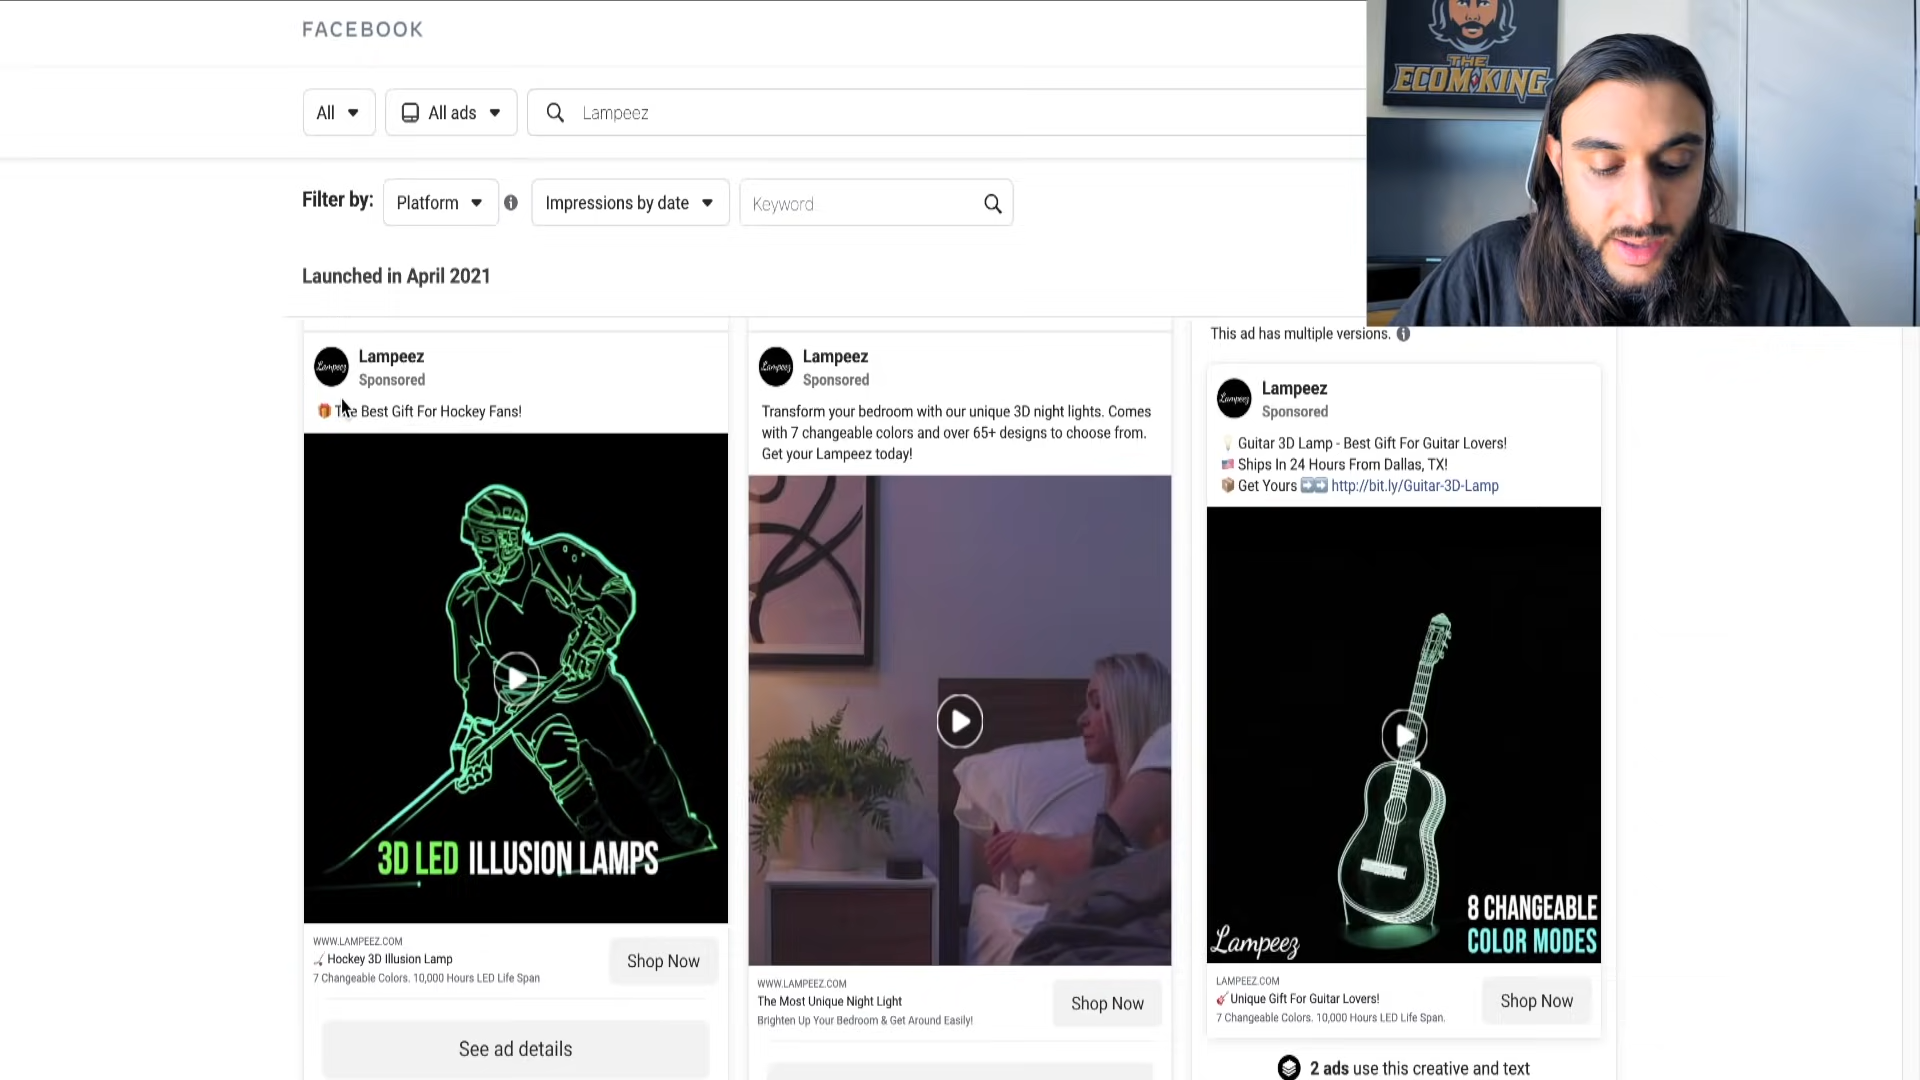 FACEBOOK
THE
ECOM KING
All
All ads
Lampeez
Filter by:
Platform
Impressions by date
Keyword
Launched in April 2021
Lampeez
Lampeez
Sponsored
🎁 The Best Gift For Hockey Fans!
3D LED ILLUSION LAMPS
WWW.LAMPEEZ.COM
🏑 Hockey 3D Illusion Lamp
7 Changeable Colors. 10,000 Hours LED Life Span
Shop Now
See ad details
Lampeez
Lampeez
Sponsored
Transform your bedroom with our unique 3D night lights. Comes
with 7 changeable colors and over 65+ designs to choose from.
Get your Lampeez today!
WWW.LAMPEEZ.COM
The Most Unique Night Light
Brighten Up Your Bedroom & Get Around Easily!
Shop Now
This ad has multiple versions.
Lampeez
Lampeez
Sponsored
💡 Guitar 3D Lamp - Best Gift For Guitar Lovers!
🇺🇸 Ships In 24 Hours From Dallas, TX!
📦 Get Yours ➡️➡️ http://bit.ly/Guitar-3D-Lamp
8 CHANGEABLE
COLOR MODES
Lampeez
LAMPEEZ.COM
🎸 Unique Gift For Guitar Lovers!
7 Changeable Colors. 10,000 Hours LED Life Span.
Shop Now
2 ads use this creative and text